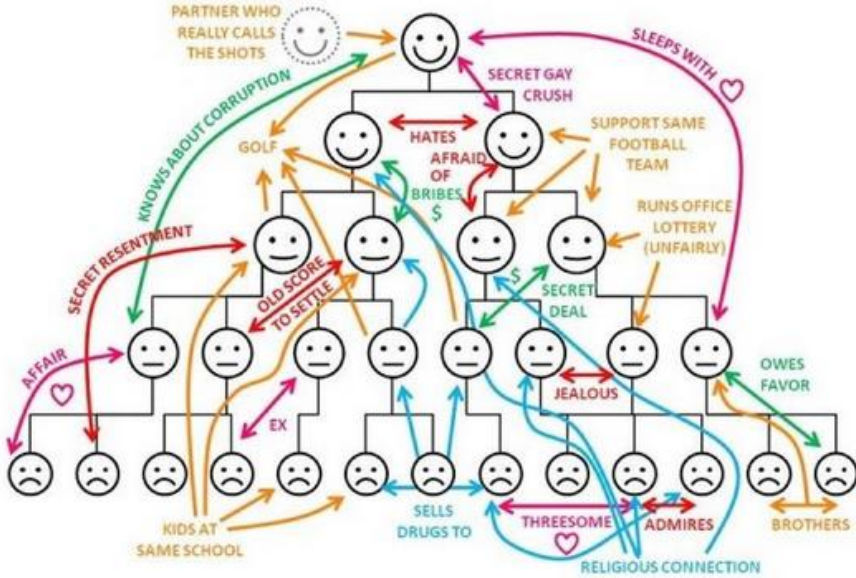 PARTNER WHO
REALLY CALLS
THE SHOTS
SLEEPS WITH
SECRET GAY
CRUSH
KNOWS ABOUT CORRUPTION
HATES
GOLF
AFRAID
OF
BRIBES
$
SUPPORT SAME
FOOTBALL
TEAM
RUNS OFFICE
LOTTERY
(UNFAIRLY)
SECRET RESENTMENT
OLD SCORE
TO SETTLE
$
SECRET
DEAL
AFFAIR
JEALOUS
OWES
FAVOR
EX
KIDS AT
SAME SCHOOL
SELLS
DRUGS TO
THREESOME
ADMIRES
BROTHERS
RELIGIOUS CONNECTION